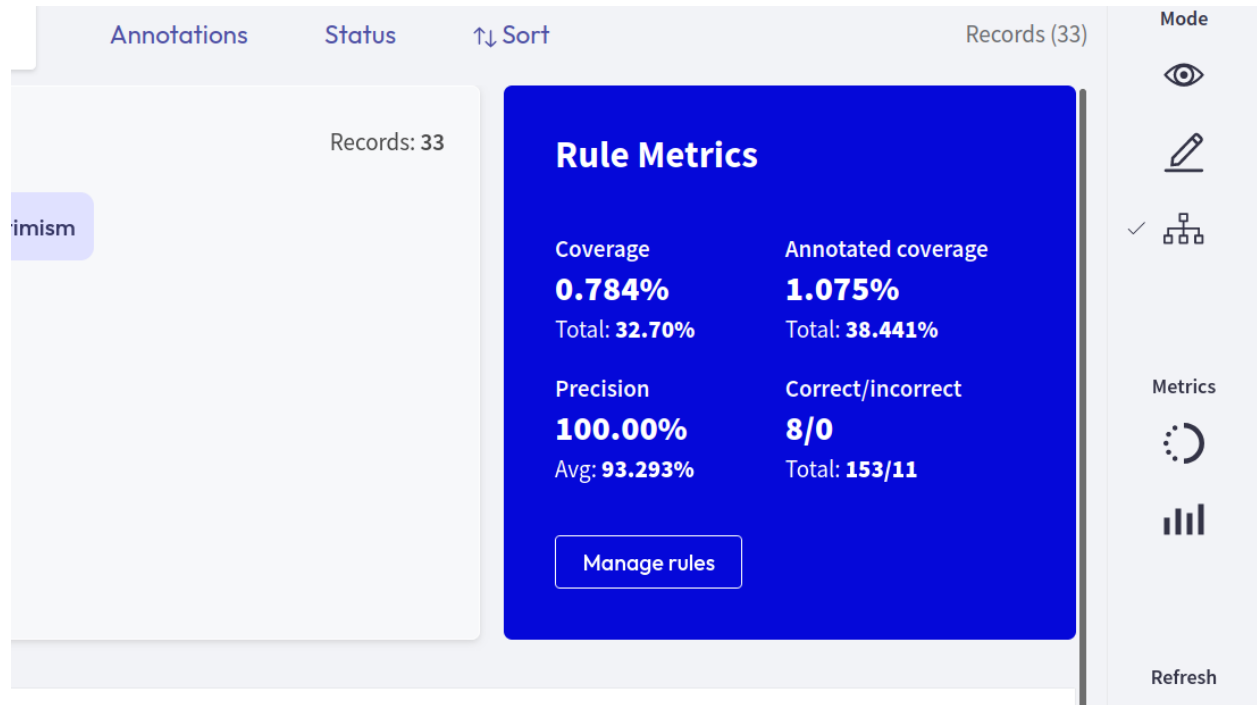 Annotations Status ↑↓ Sort Records (33)
Records: 33
imism
Rule Metrics
Coverage Annotated coverage
0.784% 1.075%
Total: 32.70% Total: 38.441%
Precision Correct/incorrect
100.00% 8/0
Avg: 93.293% Total: 153/11
Manage rules
Mode
Metrics
Refresh